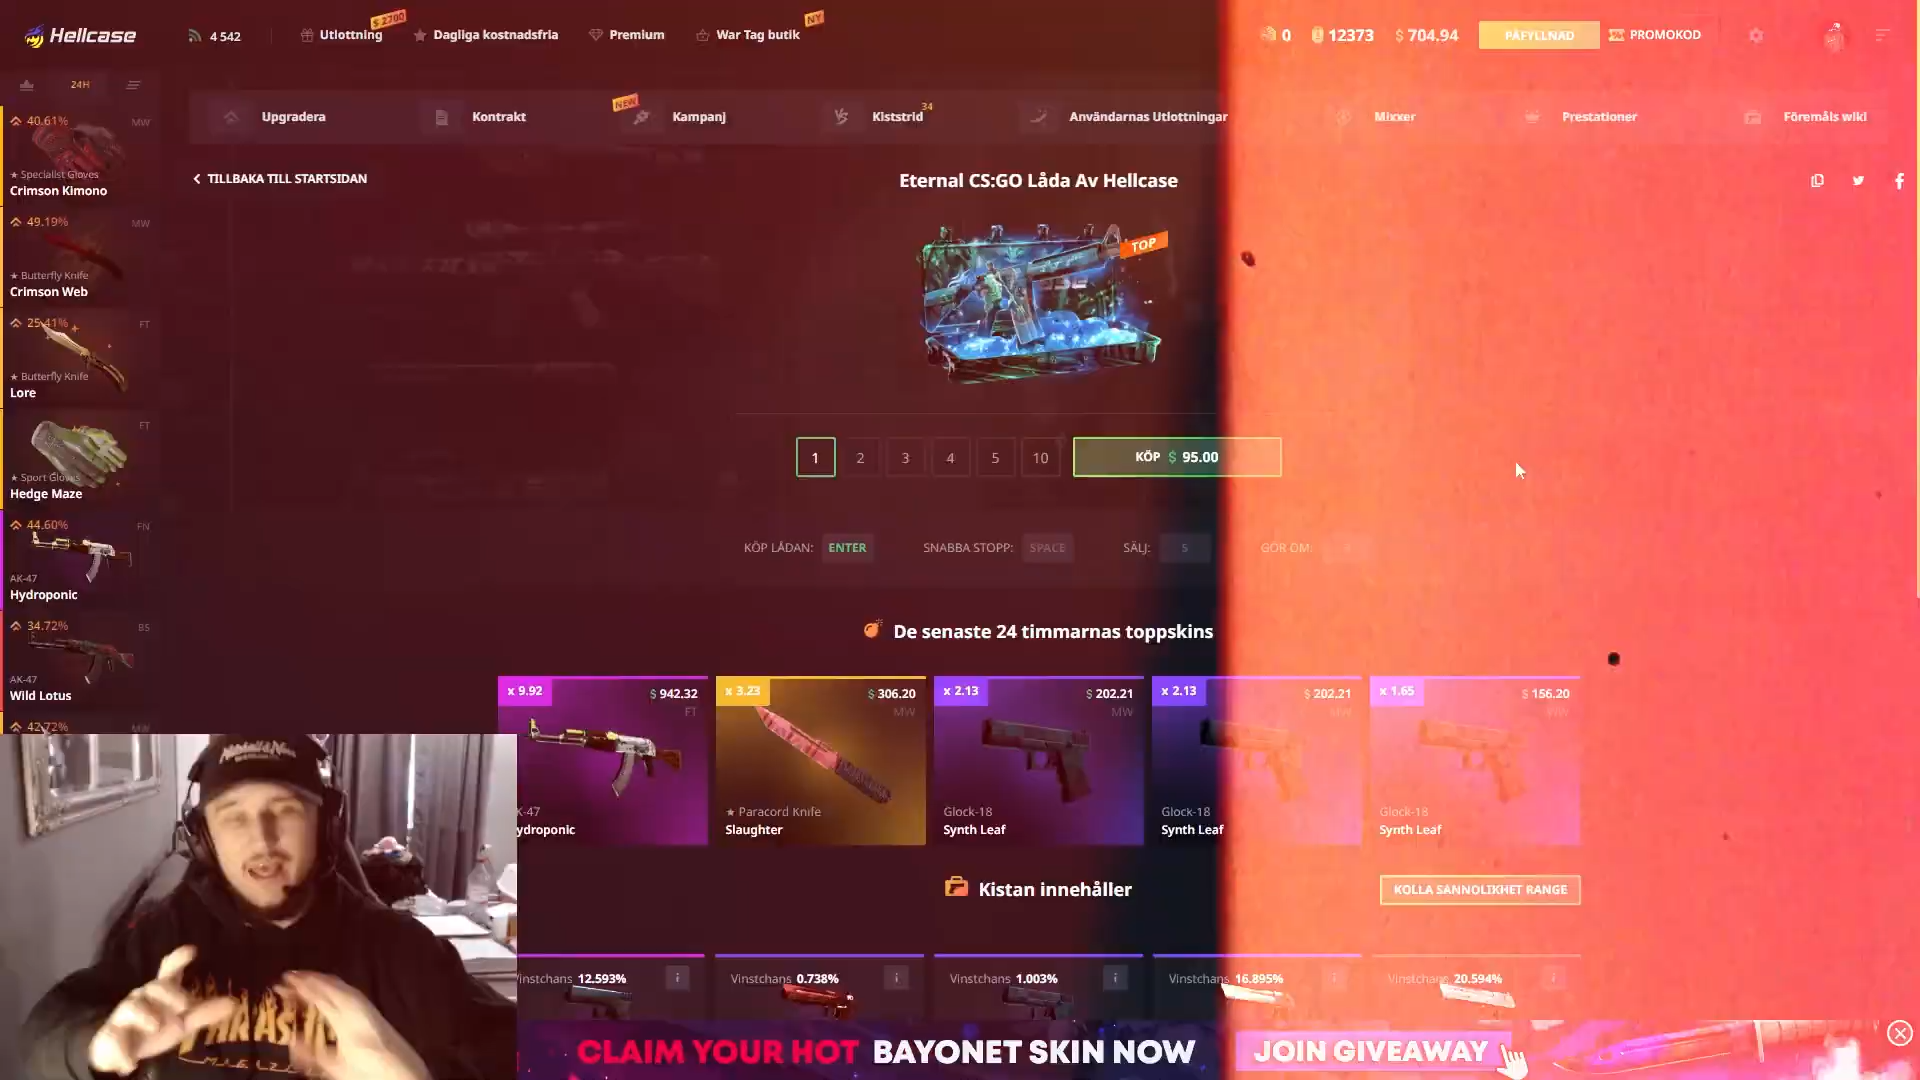 Hellcase
4 542
Utlottning
$ 2700
Dagliga kostnadsfria
Premium
War Tag butik
NY
0
12373
$ 704.94
PÅFYLLNAD
PROMOKOD
24H
Upgradera
Kontrakt
NEW
Kampanj
Kiststrid
34
Användarnas Utlottningar
Mixxer
Prestationer
Föremåls wiki
TILLBAKA TILL STARTSIDAN
Eternal CS:GO Låda Av Hellcase
TOP
40.61%
MW
★ Specialist Gloves
Crimson Kimono
49.19%
MW
★ Butterfly Knife
Crimson Web
25.41%
FT
★ Butterfly Knife
Lore
FT
★ Sport Gloves
Hedge Maze
44.60%
FN
AK-47
Hydroponic
34.72%
BS
AK-47
Wild Lotus
42.72%
MW
1
2
3
4
5
10
KÖP $ 95.00
KÖP LÅDAN: ENTER
SNABBA STOPP: SPACE
SÄLJ: S
GÖR OM:
De senaste 24 timmarnas toppskins
x 9.92
$ 942.32
FT
K-47
ydroponic
x 3.23
$ 306.20
MW
★ Paracord Knife
Slaughter
x 2.13
$ 202.21
MW
Glock-18
Synth Leaf
x 2.13
$ 202.21
MW
Glock-18
Synth Leaf
x 1.65
$ 156.20
WW
Glock-18
Synth Leaf
Kistan innehåller
KOLLA SANNOLIKHET RANGE
Vinstchans 12.593%
Vinstchans 0.738%
Vinstchans 1.003%
Vinstchans 16.895%
Vinstchans 20.594%
CLAIM YOUR HOT BAYONET SKIN NOW
JOIN GIVEAWAY